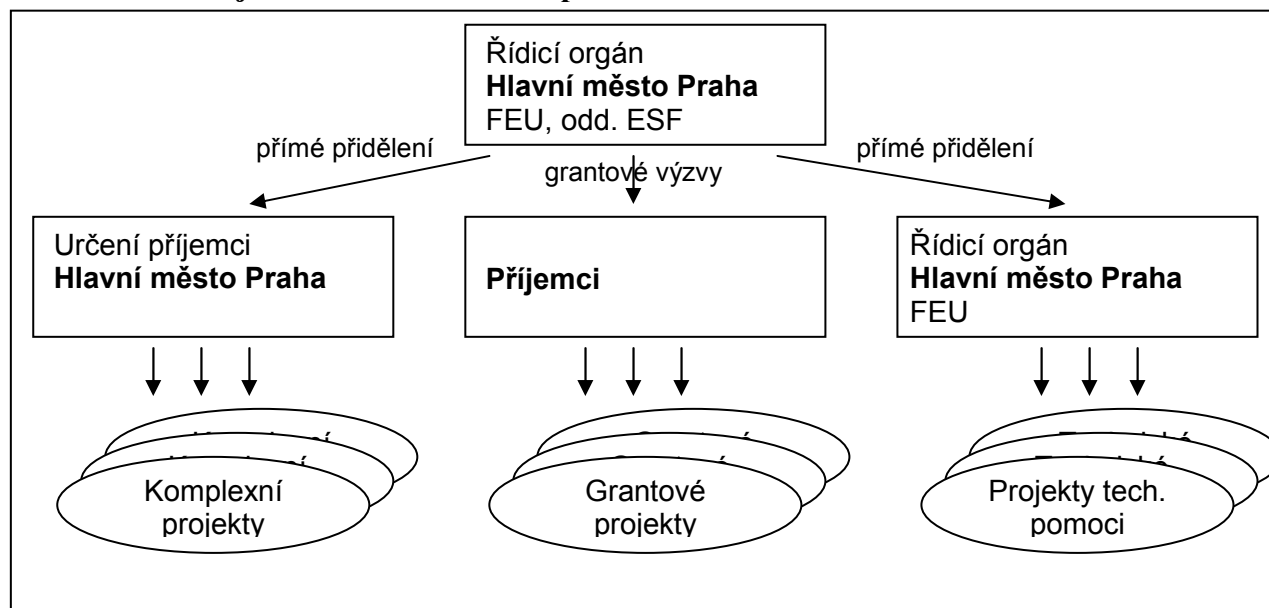 Řídicí orgán
Hlavní město Praha
FEU, odd. ESF
přímé přidělení
grantové výzvy
přímé přidělení
Určení příjemci
Hlavní město Praha
Příjemci
Řídicí orgán
Hlavní město Praha
FEU
Komplexní
projekty
Grantové
projekty
Projekty tech.
pomoci